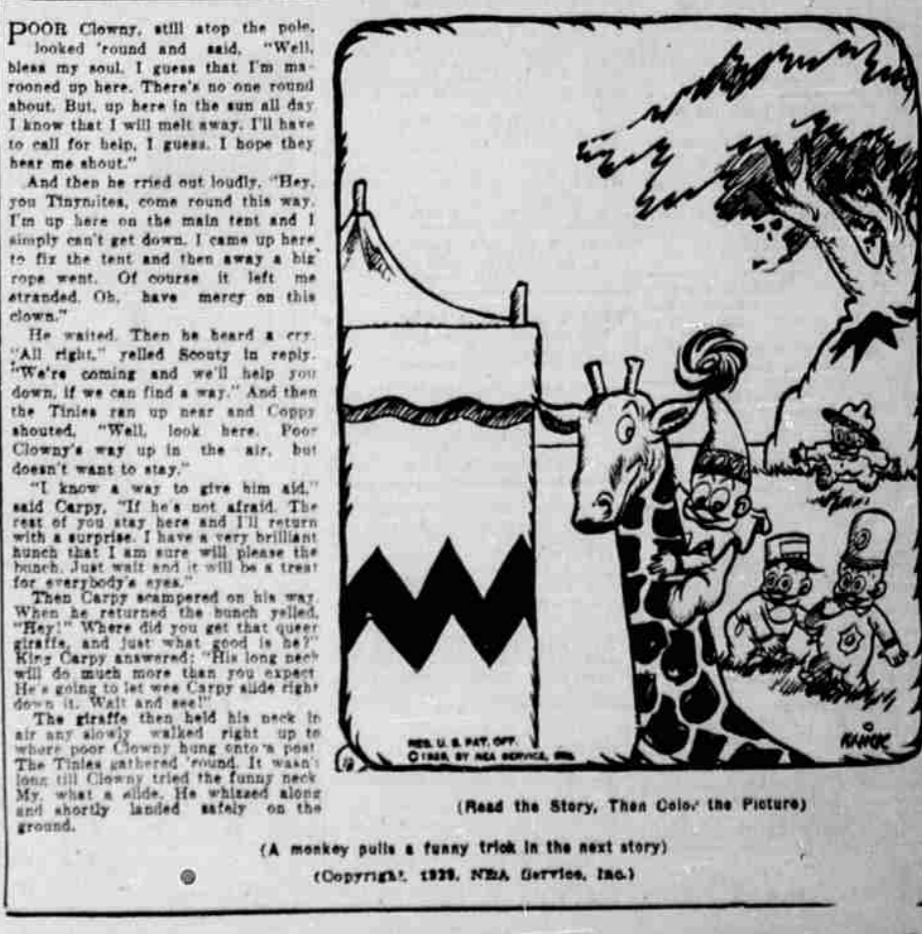 POOR Clowny, still atop the pole,
looked 'round and said, "Well,
bless my soul. I guess that I'm ma-
rooned up here. There's no one round
about. But, up here in the sun all day
I know that I will melt away. I'll have
to call for help, I guess. I hope they
hear me shout."
And then he rried out loudly, "Hey,
you Tinymites, come round this way.
I'm up here on the main tent and I
simply can't get down. I came up here
to fix the tent and then away a big
rope went. Of course it left me
stranded. Oh, have mercy on this
clown."
He waited. Then he heard a cry.
"All right," yelled Scouty in reply.
"We're coming and we'll help you
down, if we can find a way." And then
the Tinies ran up near and Coppy
shouted, "Well, look here. Poor
Clowny's way up in the air, but
doesn't want to stay."
"I know a way to give him aid,"
said Carpy, "If he's not afraid. The
rest of you stay here and I'll return
with a surprise. I have a very brilliant
hunch that I am sure will please the
bunch. Just wait and it will be a treat
for everybody's eyes."
Then Carpy scampered on his way.
When he returned the bunch yelled,
"Hey!" Where did you get that queer
giraffe, and just what good is he?"
King Carpy answered: "His long neck
will do much more than you expect
He's going to let wee Carpy slide right
down it. Wait and see!"
The giraffe then held his neck in
air any slowly walked right up to
where poor Clowny hung onto a post
The Tinies gathered 'round. It wasn't
long till Clowny tried the funny neck
My, what a slide. He whizzed along
and shortly landed safely on the
ground.
REG. U. S. PAT. OFF.
© BY NEA SERVICE, INC.
(Read the Story, Then Color the Picture)
(A monkey pulls a funny trick in the next story)
(Copyright, 1929, NEA Service, Inc.)